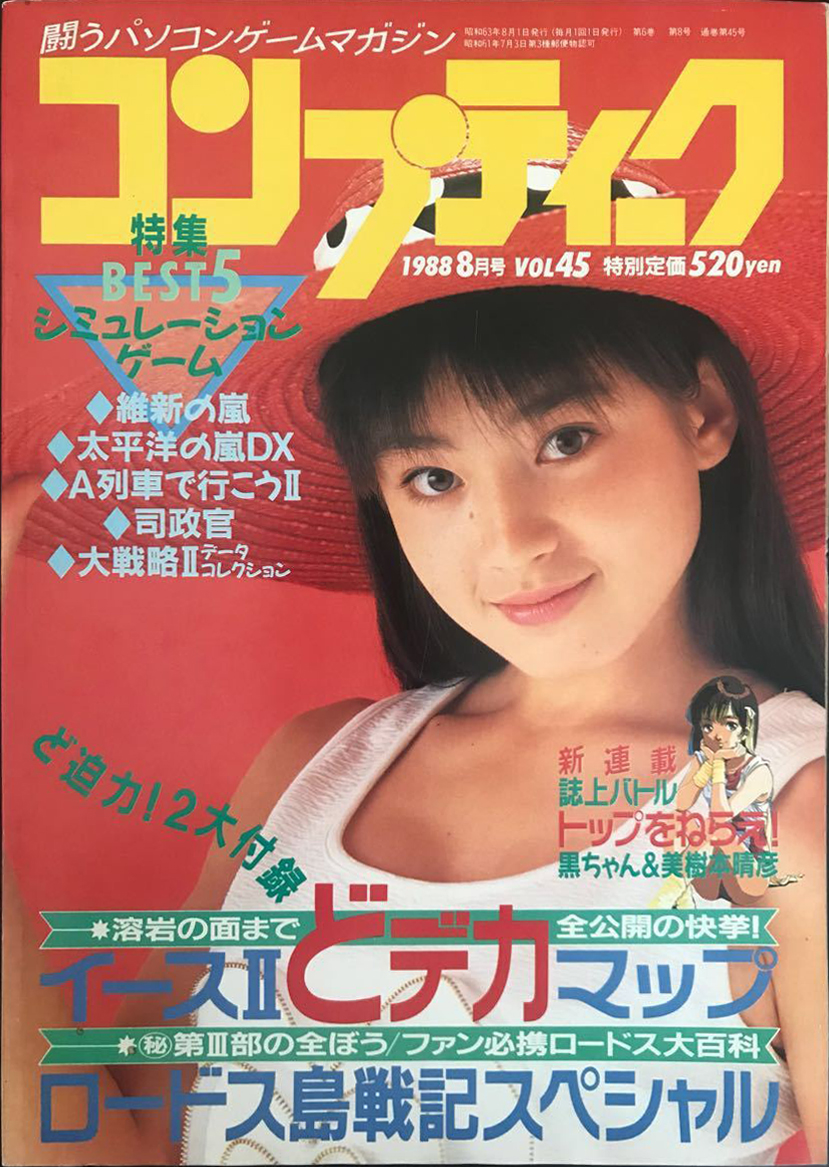 闘うパソコンゲームマガジン
昭和63年8月1日発行(毎月1回1日発行) 第6巻 第8号 通巻第45号
昭和61年7月3日第3種郵便物認可
コンプティーク
1988 8月号 VOL45 特別定価520yen
特集
BEST5
シミュレーション
ゲーム
◆維新の嵐
◆太平洋の嵐DX
◆A列車で行こうⅡ
◆司政官
◆大戦略Ⅱデータコレクション
ど迫力!2大付録
新連載
誌上バトル
トップをねらえ!
黒ちゃん&美樹本晴彦
溶岩の面まで
全公開の快挙!
イースⅡどデカマップ
㊙第Ⅲ部の全ぼう/ファン必携ロードス大百科
ロードス島戦記スペシャル